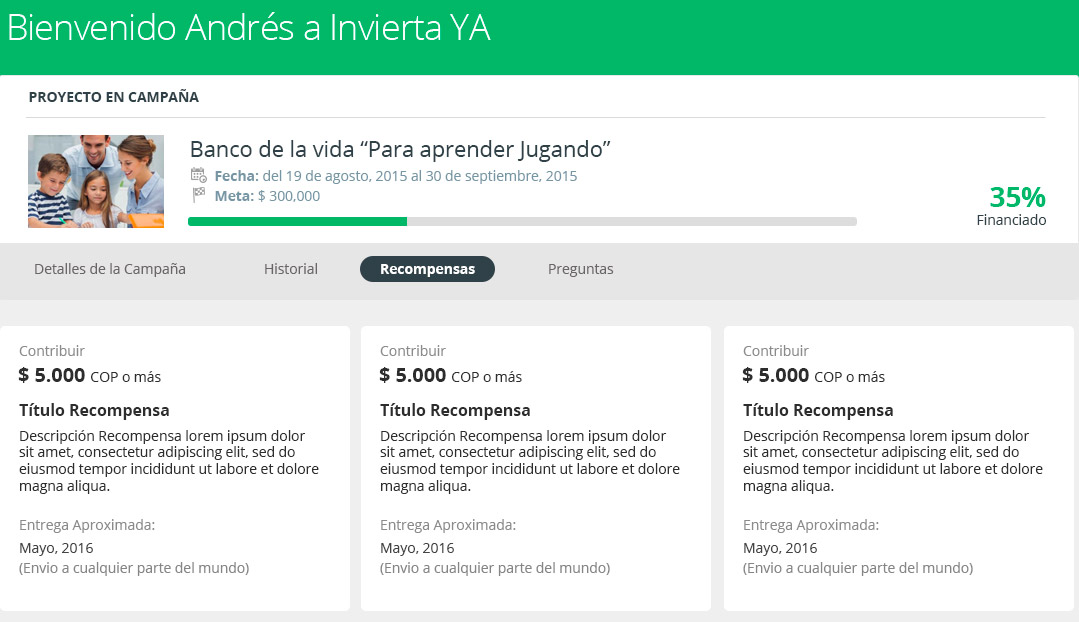 Bienvenido Andrés a Invierta YA
PROYECTO EN CAMPAÑA
Banco de la vida “Para aprender Jugando”
Fecha: del 19 de agosto, 2015 al 30 de septiembre, 2015
Meta: $ 300,000
35%
Financiado
Detalles de la Campaña
Historial
Recompensas
Preguntas
Contribuir
$ 5.000 COP o más
Título Recompensa
Descripción Recompensa lorem ipsum dolor
sit amet, consectetur adipiscing elit, sed do
eiusmod tempor incididunt ut labore et dolore
magna aliqua.
Entrega Aproximada:
Mayo, 2016
(Envio a cualquier parte del mundo)
Contribuir
$ 5.000 COP o más
Título Recompensa
Descripción Recompensa lorem ipsum dolor
sit amet, consectetur adipiscing elit, sed do
eiusmod tempor incididunt ut labore et dolore
magna aliqua.
Entrega Aproximada:
Mayo, 2016
(Envio a cualquier parte del mundo)
Contribuir
$ 5.000 COP o más
Título Recompensa
Descripción Recompensa lorem ipsum dolor
sit amet, consectetur adipiscing elit, sed do
eiusmod tempor incididunt ut labore et dolore
magna aliqua.
Entrega Aproximada:
Mayo, 2016
(Envio a cualquier parte del mundo)